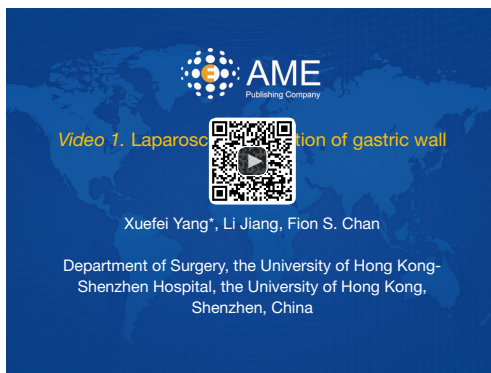 AME
Publishing Company
Video 1. Laparosc tion of gastric wall
Xuefei Yang*, Li Jiang, Fion S. Chan
Department of Surgery, the University of Hong Kong-
Shenzhen Hospital, the University of Hong Kong,
Shenzhen, China